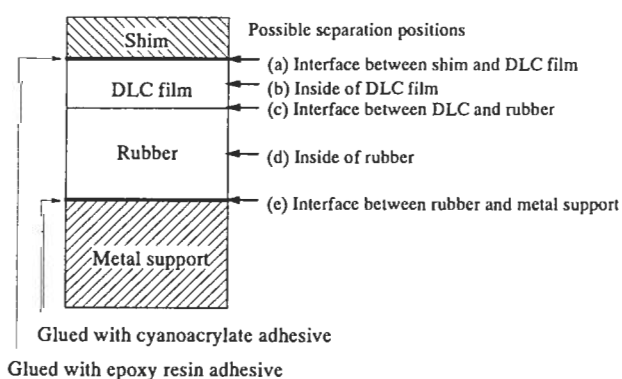 Possible separation positions
Shim
(a) Interface between shim and DLC film
DLC film
(b) Inside of DLC film
(c) Interface between DLC and rubber
Rubber
(d) Inside of rubber
(e) Interface between rubber and metal support
Metal support
Glued with cyanoacrylate adhesive
Glued with epoxy resin adhesive